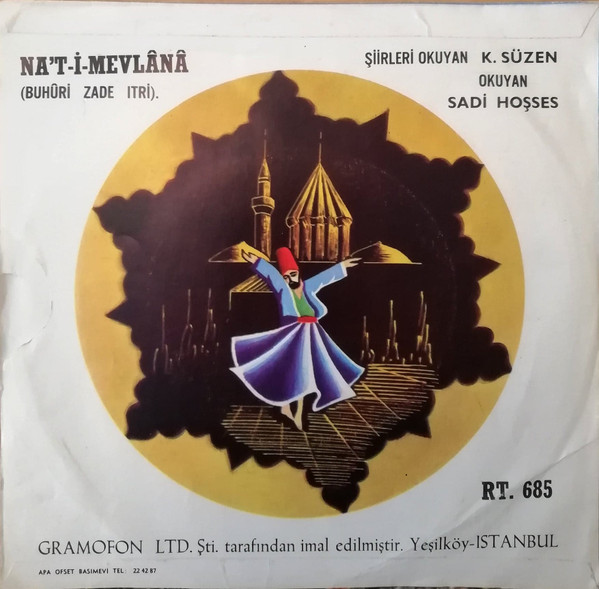 NA'T-İ-MEVLÂNÂ
(BUHÛRİ ZADE ITRİ).
ŞİİRLERİ OKUYAN K. SÜZEN
OKUYAN
SADİ HOŞSES
RT. 685
GRAMOFON LTD. Şti. tarafından imal edilmiştir. Yeşilköy-ISTANBUL
APA OFSET BASIMEVİ TEL: 22 42 87